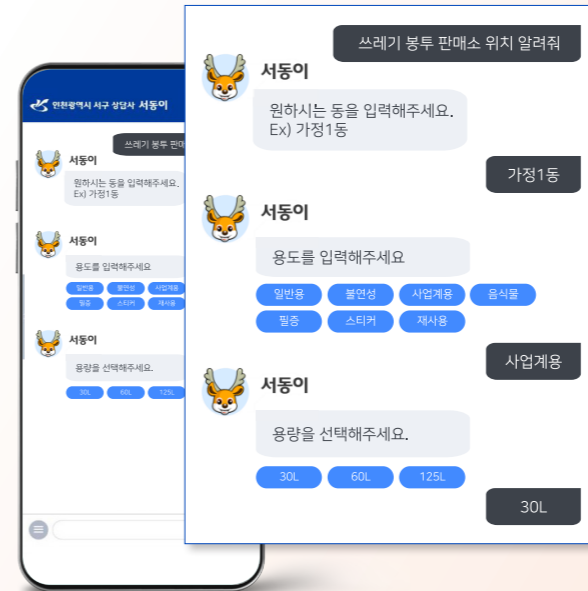 인천광역시 서구 상담사 서동이
쓰레기 봉투 판매
서동이
원하시는 동을 입력해주세요.
Ex) 가정1동
서동이
용도를 입력해주세요
일반용 불연성 사업계용
필증 스티커 재사용
서동이
용량을 선택해주세요.
30L 60L 125L
쓰레기 봉투 판매소 위치 알려줘
서동이
원하시는 동을 입력해주세요.
Ex) 가정1동
가정1동
서동이
용도를 입력해주세요
일반용 불연성 사업계용 음식물
필증 스티커 재사용
사업계용
서동이
용량을 선택해주세요.
30L 60L 125L
30L